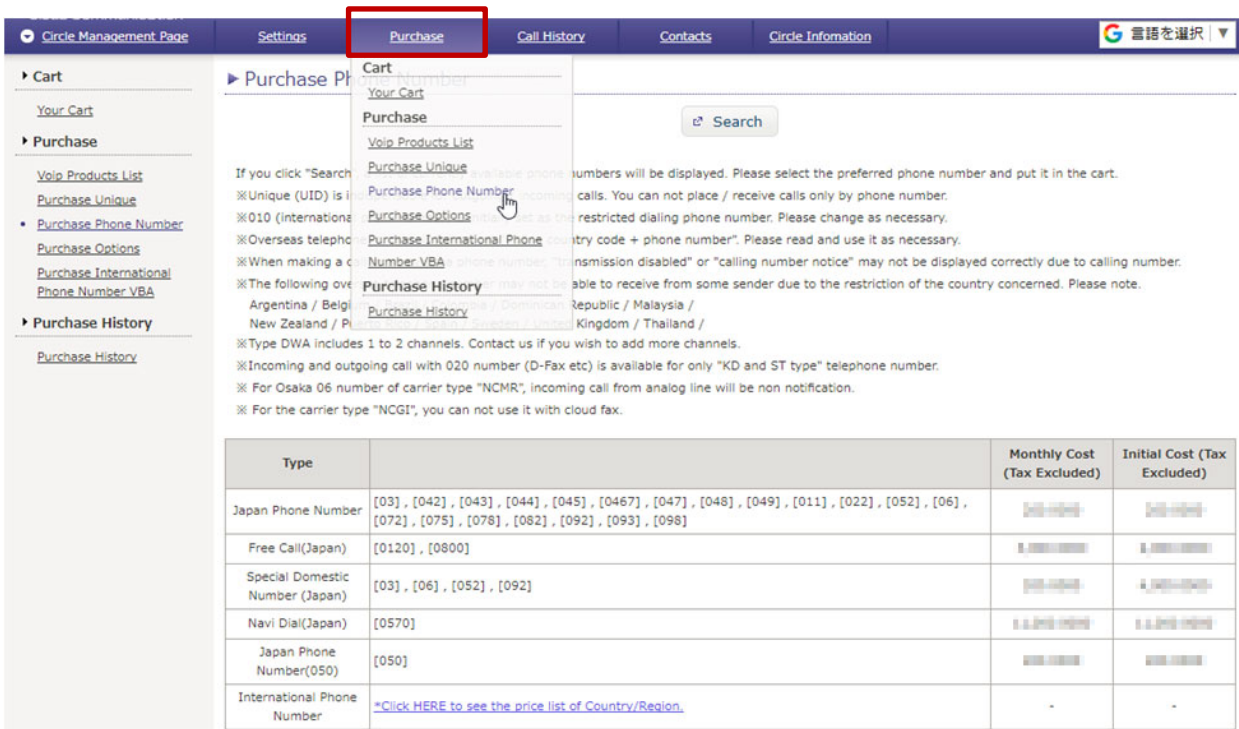 Circle Management Page
Settings
Purchase
Call History
Contacts
Circle Infomation
言語を選択
Cart
Your Cart
Purchase
Voip Products List
Purchase Unique
Purchase Phone Number
Purchase Options
Purchase International
Phone Number VBA
Purchase History
Purchase History
Purchase Phone Number
Cart
Your Cart
Purchase
Voip Products List
Purchase Unique
Purchase Phone Number
Purchase Options
Purchase International Phone
Number VBA
Purchase History
Purchase History
Search
If you click "Search" numbers will be displayed. Please select the preferred phone number and put it in the cart.
※Unique (UID) is calls. You can not place / receive calls only by phone number.
※010 (international restricted dialing phone number. Please change as necessary.
※Overseas country code + phone number". Please read and use it as necessary.
※When making a phone number, "transmission disabled" or "calling number notice" may not be displayed correctly due to calling number.
※The following may not be able to receive from some sender due to the restriction of the country concerned. Please note.
Argentina / Republic / Malaysia /
New Zealand / Kingdom / Thailand /
※Type DWA includes 1 to 2 channels. Contact us if you wish to add more channels.
※Incoming and outgoing call with 020 number (D-Fax etc) is available for only "KD and ST type" telephone number.
※ For Osaka 06 number of carrier type "NCMR", incoming call from analog line will be non notification.
※ For the carrier type "NCGI", you can not use it with cloud fax.
Type
Monthly Cost
(Tax Excluded)
Initial Cost (Tax
Excluded)
Japan Phone Number
[03] , [042] , [043] , [044] , [045] , [0467] , [047] , [048] , [049] , [011] , [022] , [052] , [06] ,
[072] , [075] , [078] , [082] , [092] , [093] , [098]
Free Call(Japan)
[0120] , [0800]
Special Domestic
Number (Japan)
[03] , [06] , [052] , [092]
Navi Dial(Japan)
[0570]
Japan Phone
Number(050)
[050]
International Phone
Number
*Click HERE to see the price list of Country/Region.
-
-